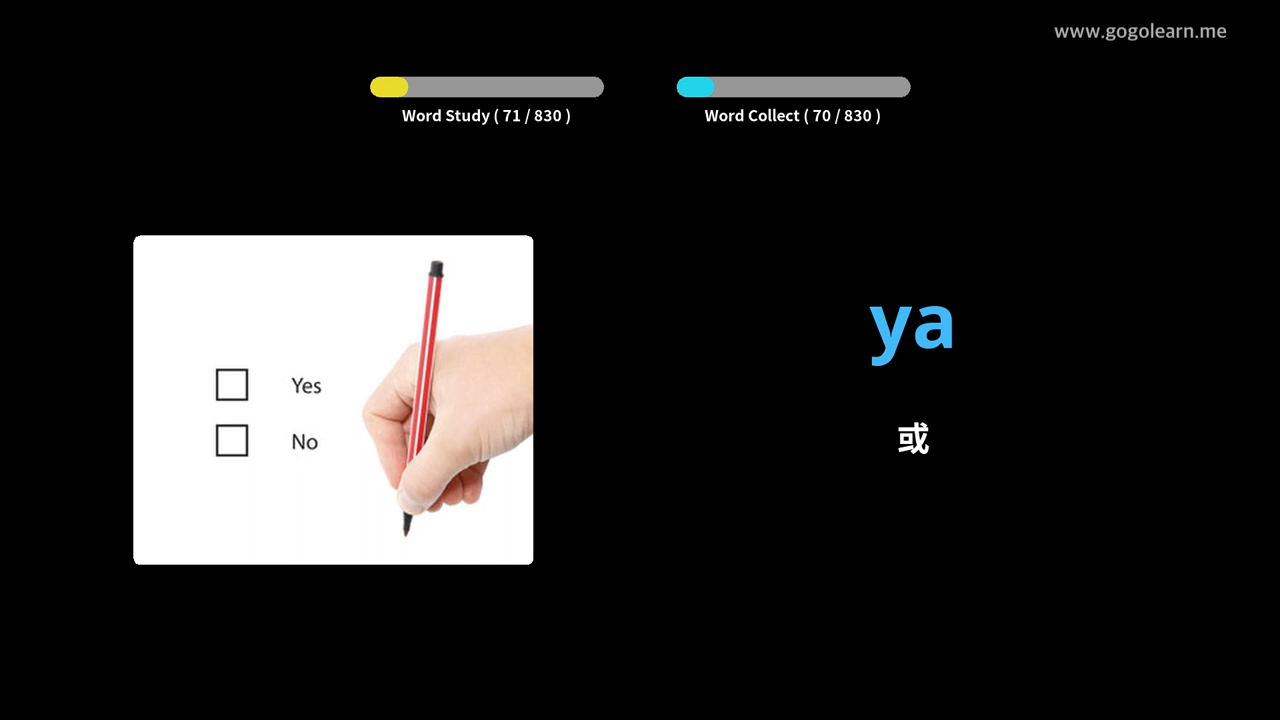 www.gogolearn.me
Word Study ( 71 / 830 )
Word Collect ( 70 / 830 )
Yes
No
ya
或